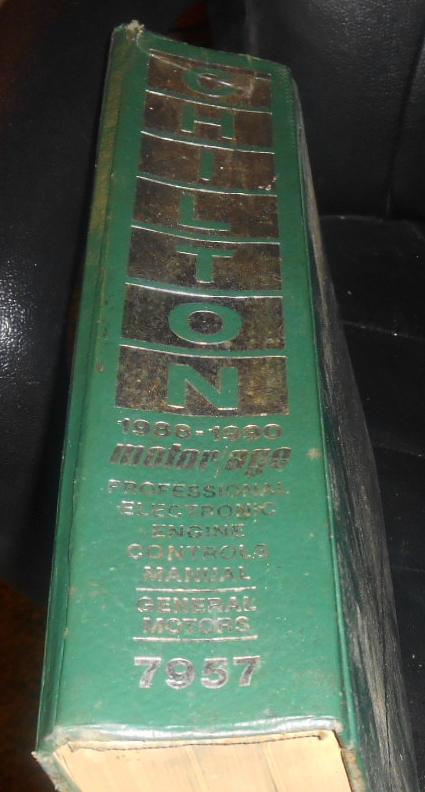 CHILTON
1988-1990
motor/age
PROFESSIONAL
ELECTRONIC
ENGINE
CONTROLS
MANUAL
GENERAL
MOTORS
7957